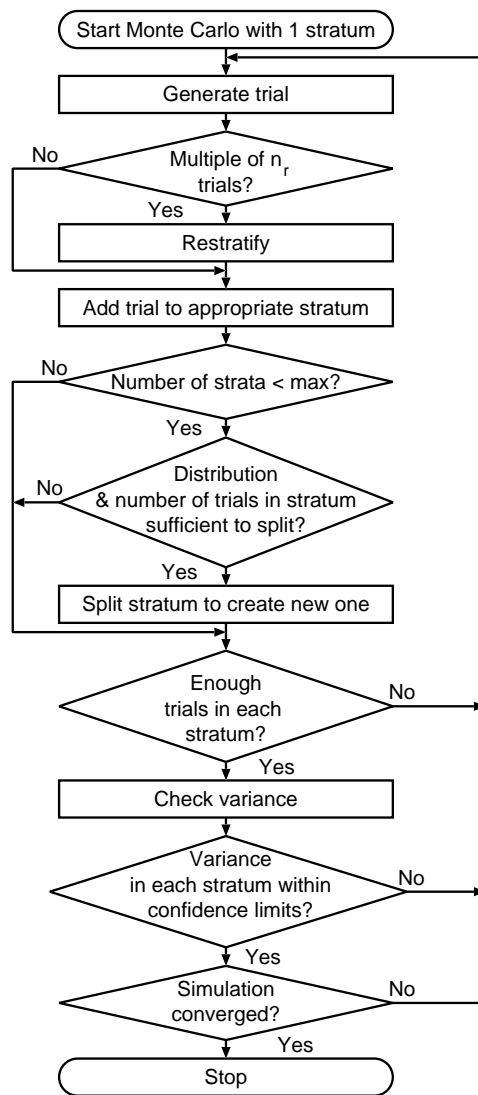 Start Monte Carlo with 1 stratum
Generate trial
No
Multiple of n_r
trials?
Yes
Restratify
Add trial to appropriate stratum
No
Number of strata < max?
Yes
Distribution
No
& number of trials in stratum
sufficient to split?
Yes
Split stratum to create new one
Enough
No
trials in each
stratum?
Yes
Check variance
Variance
No
in each stratum within
confidence limits?
Yes
Simulation
No
converged?
Yes
Stop